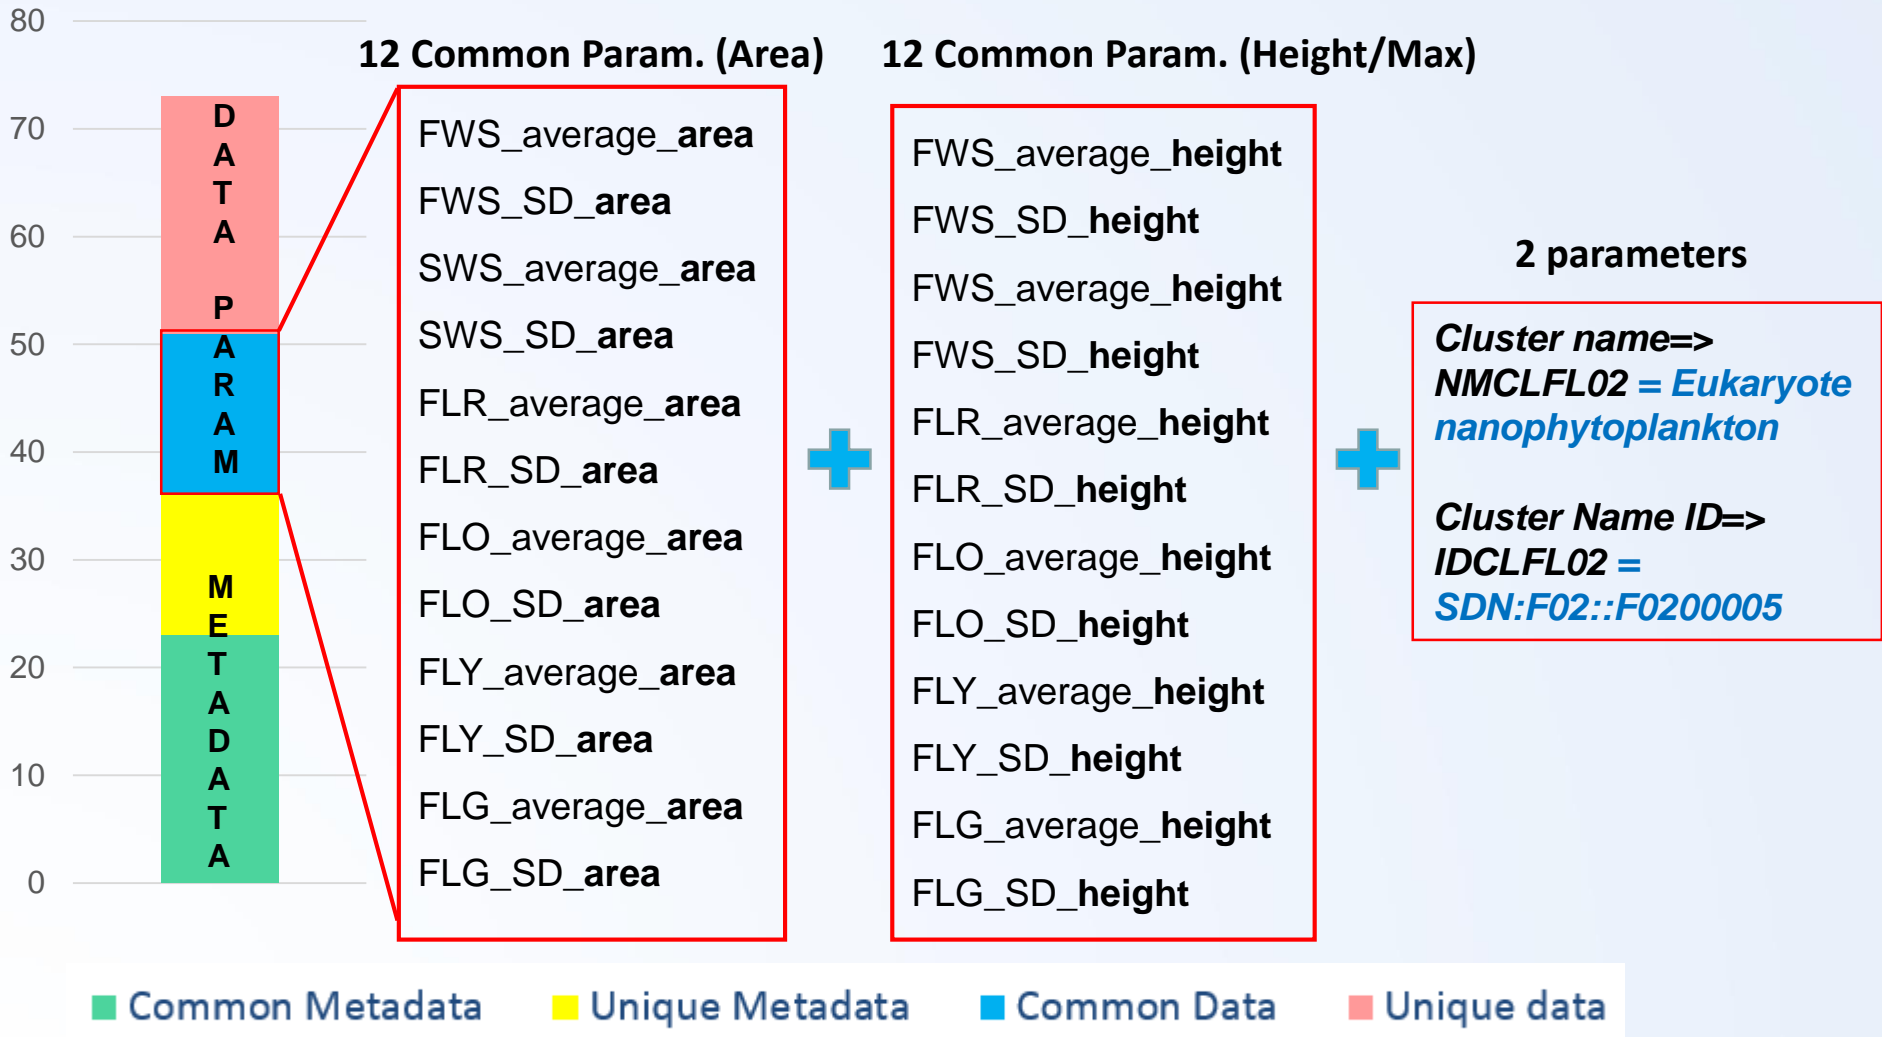 80
70
60
50
40
30
20
10
0
DATA PARAM
METADATA
12 Common Param. (Area)
FWS_average_area
FWS_SD_area
SWS_average_area
SWS_SD_area
FLR_average_area
FLR_SD_area
FLO_average_area
FLO_SD_area
FLY_average_area
FLY_SD_area
FLG_average_area
FLG_SD_area
12 Common Param. (Height/Max)
FWS_average_height
FWS_SD_height
FWS_average_height
FWS_SD_height
FLR_average_height
FLR_SD_height
FLO_average_height
FLO_SD_height
FLY_average_height
FLY_SD_height
FLG_average_height
FLG_SD_height
2 parameters
Cluster name=>
NMCLFL02 = Eukaryote
nanophytoplankton
Cluster Name ID=>
IDCLFL02 =
SDN:F02::F0200005
Common Metadata
Unique Metadata
Common Data
Unique data